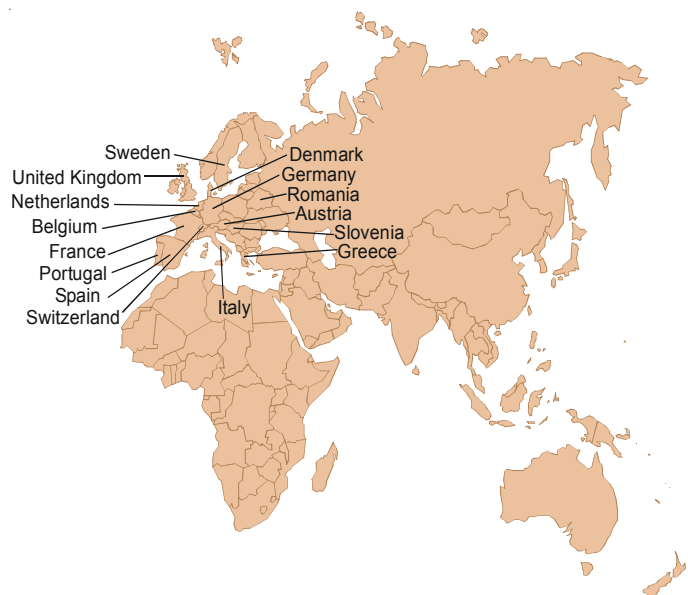 Sweden
United Kingdom
Netherlands
Belgium
France
Portugal
Spain
Switzerland
Denmark
Germany
Romania
Austria
Slovenia
Greece
Italy